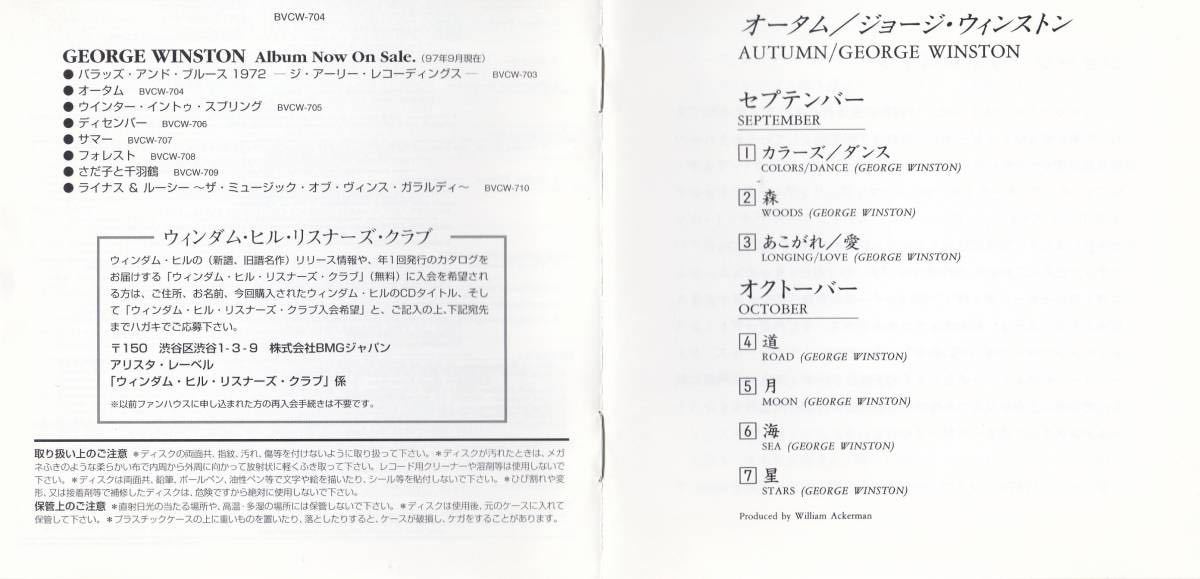 BVCW-704
GEORGE WINSTON Album Now On Sale. (97年9月現在)
● バラッズ・アンド・ブルース 1972 ―ジ・アーリー・レコーディングス― BVCW-703
● オータム BVCW-704
● ウインター・イントゥ・スプリング BVCW-705
● ディセンバー BVCW-706
● サマー BVCW-707
● フォレスト BVCW-708
● さだ子と千羽鶴 BVCW-709
● ライナス & ルーシー 〜ザ・ミュージック・オブ・ヴィンス・ガラルディ〜 BVCW-710
ウィンダム・ヒル・リスナーズ・クラブ
ウィンダム・ヒルの(新譜、旧譜名作)リリース情報や、年1回発行のカタログを
お届けする「ウィンダム・ヒル・リスナーズ・クラブ」(無料)に入会を希望され
る方は、ご住所、お名前、今回購入されたウィンダム・ヒルのCDタイトル、そし
て「ウィンダム・ヒル・リスナーズ・クラブ入会希望」と、ご記入の上、下記宛先
までハガキでご応募下さい。
〒150 渋谷区渋谷1-3-9 株式会社BMGジャパン
アリスタ・レーベル
「ウィンダム・ヒル・リスナーズ・クラブ」係
※以前ファンハウスに申し込まれた方の再入会手続きは不要です。
取り扱い上のご注意 *ディスクの両面共、指紋、汚れ、傷等を付けないように取り扱って下さい。*ディスクが汚れたときは、メガ
ネふきのような柔らかい布で内周から外周に向かって放射状に軽くふき取って下さい。レコード用クリーナーや溶剤等は使用しないで
下さい。*ディスクは両面共、鉛筆、ボールペン、油性ペン等で文字や絵を描いたり、シール等を貼付しないで下さい。*ひび割れや変
形、又は接着剤等で補修したディスクは、危険ですから絶対に使用しないで下さい。
保管上のご注意 *直射日光の当たる場所や、高温・多湿の場所には保管しないで下さい。*ディスクは使用後、元のケースに入れて
保管して下さい。*プラスチックケースの上に重いものを置いたり、落としたりすると、ケースが破損し、ケガをすることがあります。
オータム/ジョージ・ウィンストン
AUTUMN/GEORGE WINSTON
セプテンバー
SEPTEMBER
1 カラーズ/ダンス
COLORS/DANCE (GEORGE WINSTON)
2 森
WOODS (GEORGE WINSTON)
3 あこがれ/愛
LONGING/LOVE (GEORGE WINSTON)
オクトーバー
OCTOBER
4 道
ROAD (GEORGE WINSTON)
5 月
MOON (GEORGE WINSTON)
6 海
SEA (GEORGE WINSTON)
7 星
STARS (GEORGE WINSTON)
Produced by William Ackerman